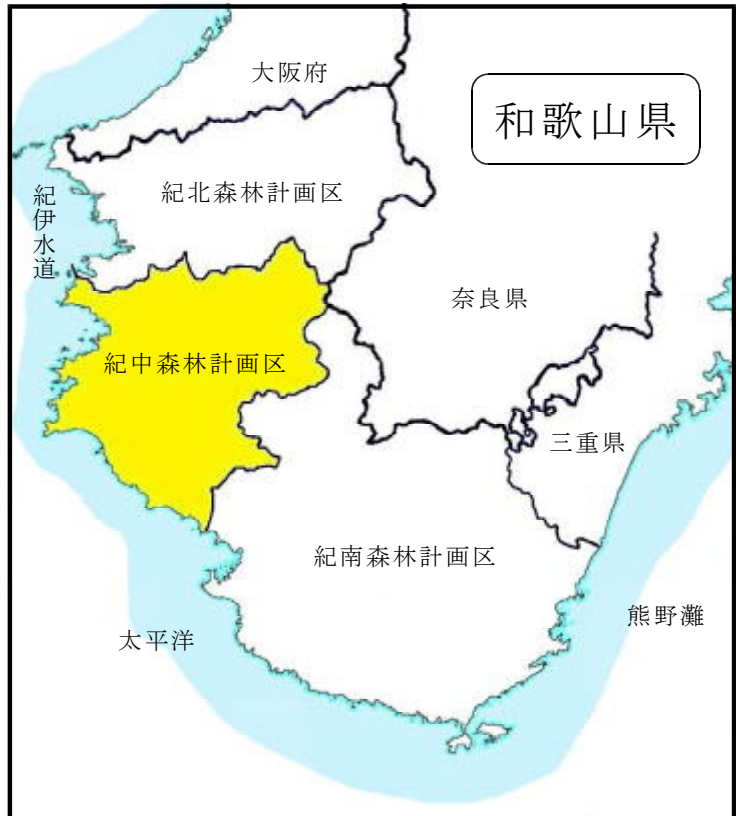 大阪府
和歌山県
紀北森林計画区
紀伊水道
奈良県
紀中森林計画区
三重県
紀南森林計画区
熊野灘
太平洋